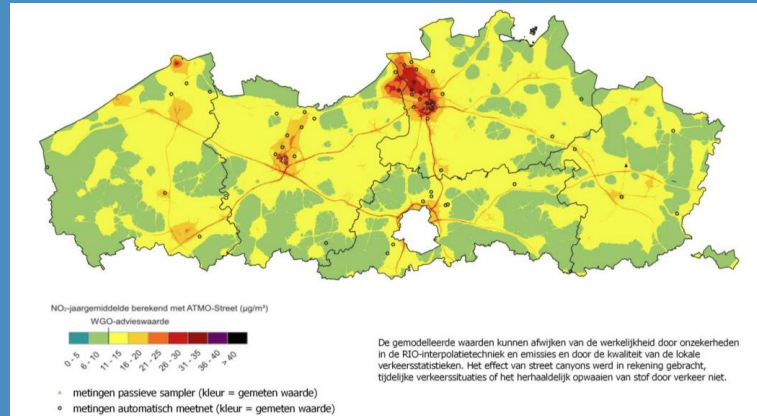 NO₂-jaargemiddelde berekend met ATMO-Street (µg/m³)
WGO-advieswaarde
0 - 5
6 - 10
11 - 15
16 - 20
21 - 25
26 - 30
31 - 35
36 - 40
> 40
metingen passieve sampler (kleur = gemeten waarde)
metingen automatisch meetnet (kleur = gemeten waarde)
De gemodelleerde waarden kunnen afwijken van de werkelijkheid door onzekerheden
in de RIO-interpolatietechniek en emissies en door de kwaliteit van de lokale
verkeersstatistieken. Het effect van street canyons werd in rekening gebracht,
tijdelijke verkeerssituaties of het herhaaldelijk opwaaien van stof door verkeer niet.